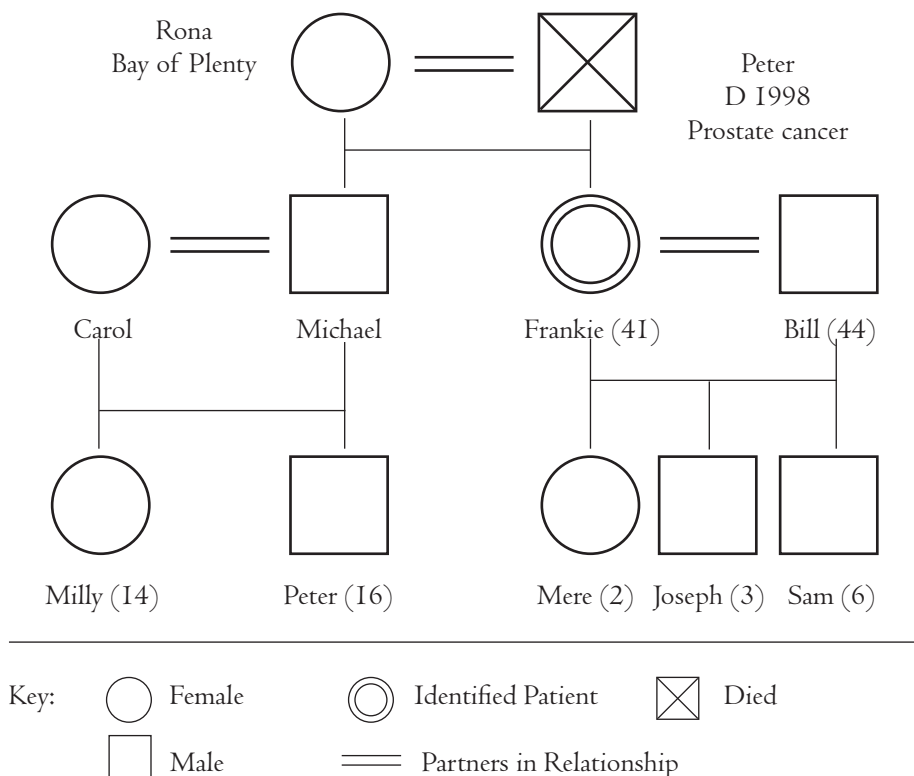 Rona
Bay of Plenty
Peter
D 1998
Prostate cancer
Carol
Michael
Frankie (41)
Bill (44)
Milly (14)
Peter (16)
Mere (2)
Joseph (3)
Sam (6)
Key:
Female
Identified Patient
Died
Male
Partners in Relationship